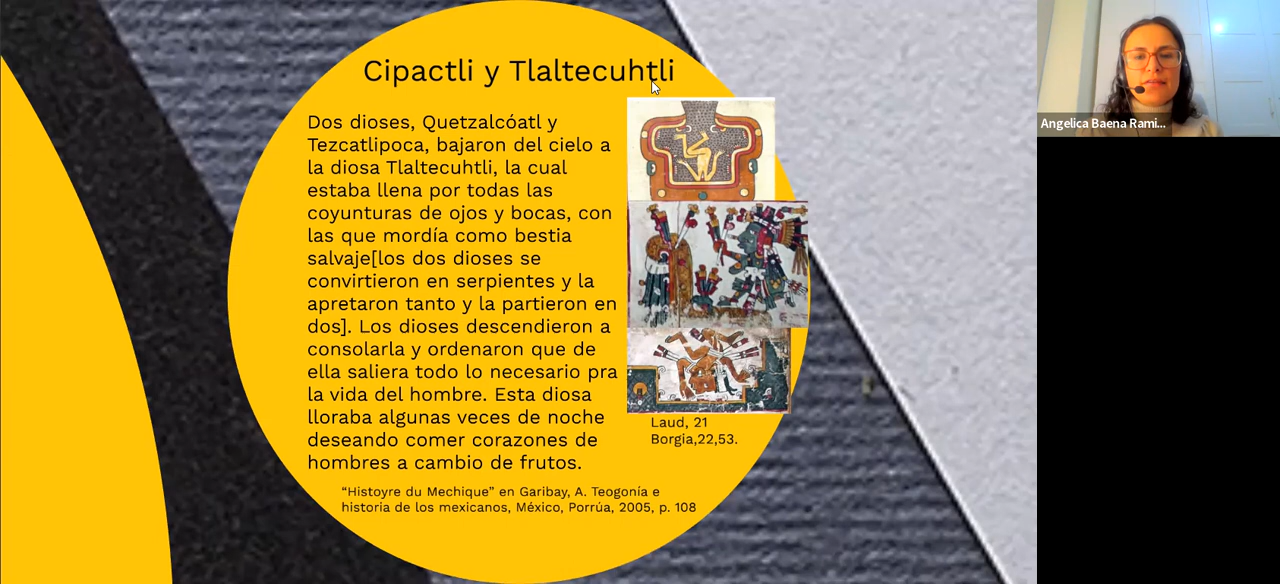 Cipactli y Tlaltecuhtli
Dos dioses, Quetzalcóatl y
Tezcatlipoca, bajaron del cielo a
la diosa Tlaltecuhtli, la cual
estaba llena por todas las
coyunturas de ojos y bocas, con
las que mordía como bestia
salvaje[los dos dioses se
convirtieron en serpientes y la
apretaron tanto y la partieron en
dos]. Los dioses descendieron a
consolarla y ordenaron que de
ella saliera todo lo necesario pra
la vida del hombre. Esta diosa
lloraba algunas veces de noche
deseando comer corazones de
hombres a cambio de frutos.
Laud, 21
Borgia,22,53.
“Histoyre du Mechique” en Garibay, A. Teogonía e
historia de los mexicanos, México, Porrúa, 2005, p. 108
Angelica Baena Rami...